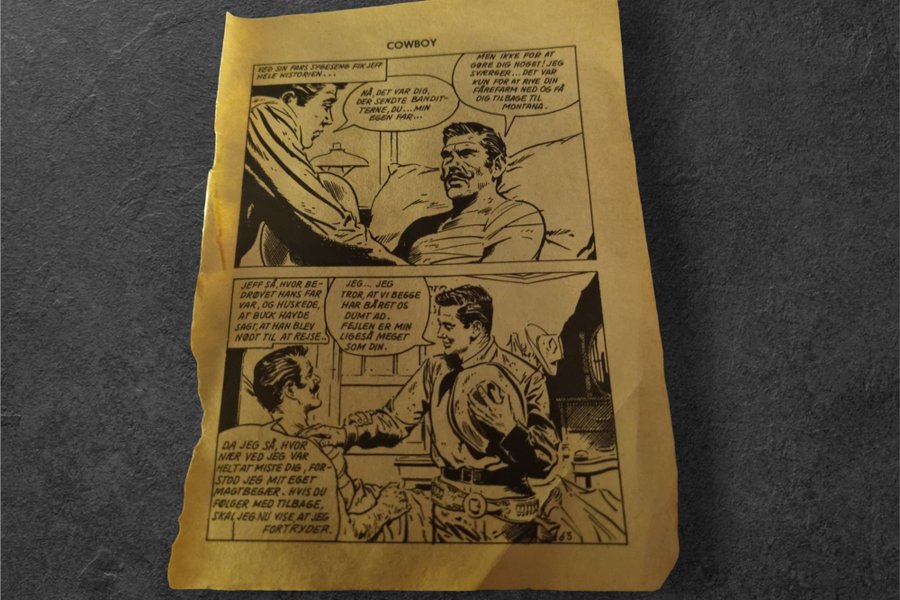 COWBOY
VED SIN FARS SYGESENG FIK JEFF
HELE HISTORIEN...
NÅ, DET VAR DIG,
DER SENDTE BANDIT-
TERNE, DU... MIN
EGEN FAR...
MEN IKKE FOR AT
GØRE DIG NOGET! JEG
SVÆRGER... DET VAR
KUN FOR AT RIVE DIN
FÅREFARM NED OG FÅ
DIG TILBAGE TIL
MONTANA.
JEFF SÅ, HVOR BE-
DRØVET HANS FAR
VAR, OG HUSKEDE,
AT BUCK HAVDE
SAGT, AT HAN BLEV
NØDT TIL AT REJSE..
JEG... JEG
TROR, AT VI BEGGE
HAR BÅRET OS
DUMT AD.
FEJLEN ER MIN
LIGESÅ MEGET
SOM DIN.
DA JEG SÅ, HVOR
NÆR VED JEG VAR
HELT AT MISTE DIG, FOR-
STOD JEG MIT EGET
MAGTBEGÆR. HVIS DU
FØLGER MED TILBAGE,
SKAL JEG NU VISE AT JEG
FORTRYDER.
63